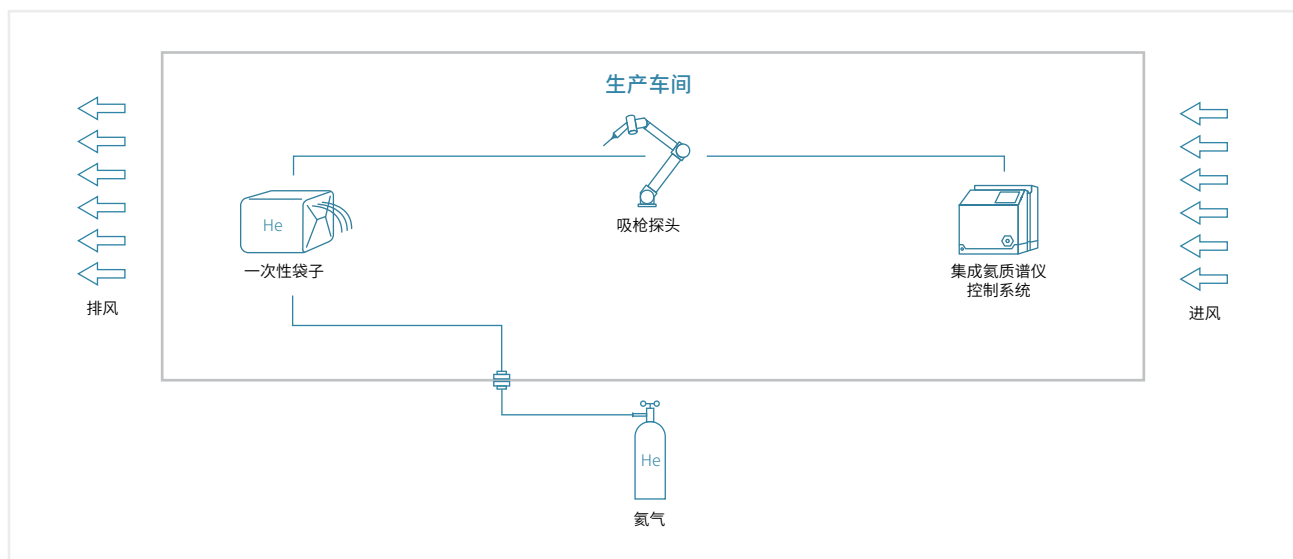 生产车间
吸枪探头
He
一次性袋子
集成氦质谱仪
控制系统
排风
进风
He
氦气